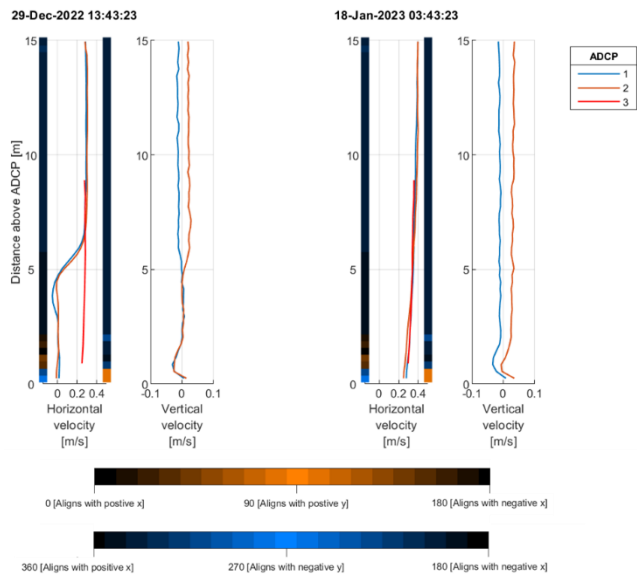 29-Dec-2022 13:43:23
18-Jan-2023 03:43:23
15
10
5
0
Distance above ADCP [m]
0 0.2 0.4
Horizontal
velocity
[m/s]
15
10
5
0
-0.1 0 0.1
Vertical
velocity
[m/s]
15
10
5
0
0 0.2 0.4
Horizontal
velocity
[m/s]
15
10
5
0
-0.1 0 0.1
Vertical
velocity
[m/s]
ADCP
1
2
3
0 [Aligns with postive x]
90 [Aligns with postive y]
180 [Aligns with negative x]
360 [Aligns with positive x]
270 [Aligns with negative y]
180 [Aligns with negative x]